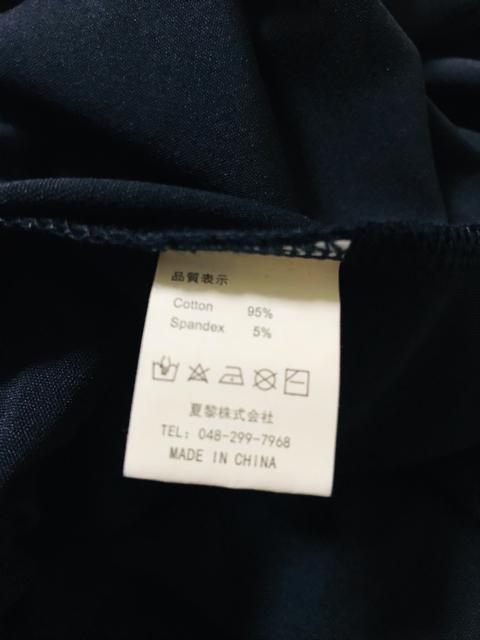 品質表示
Cotton 95%
Spandex 5%
夏黎株式会社
TEL: 048-299-7968
MADE IN CHINA